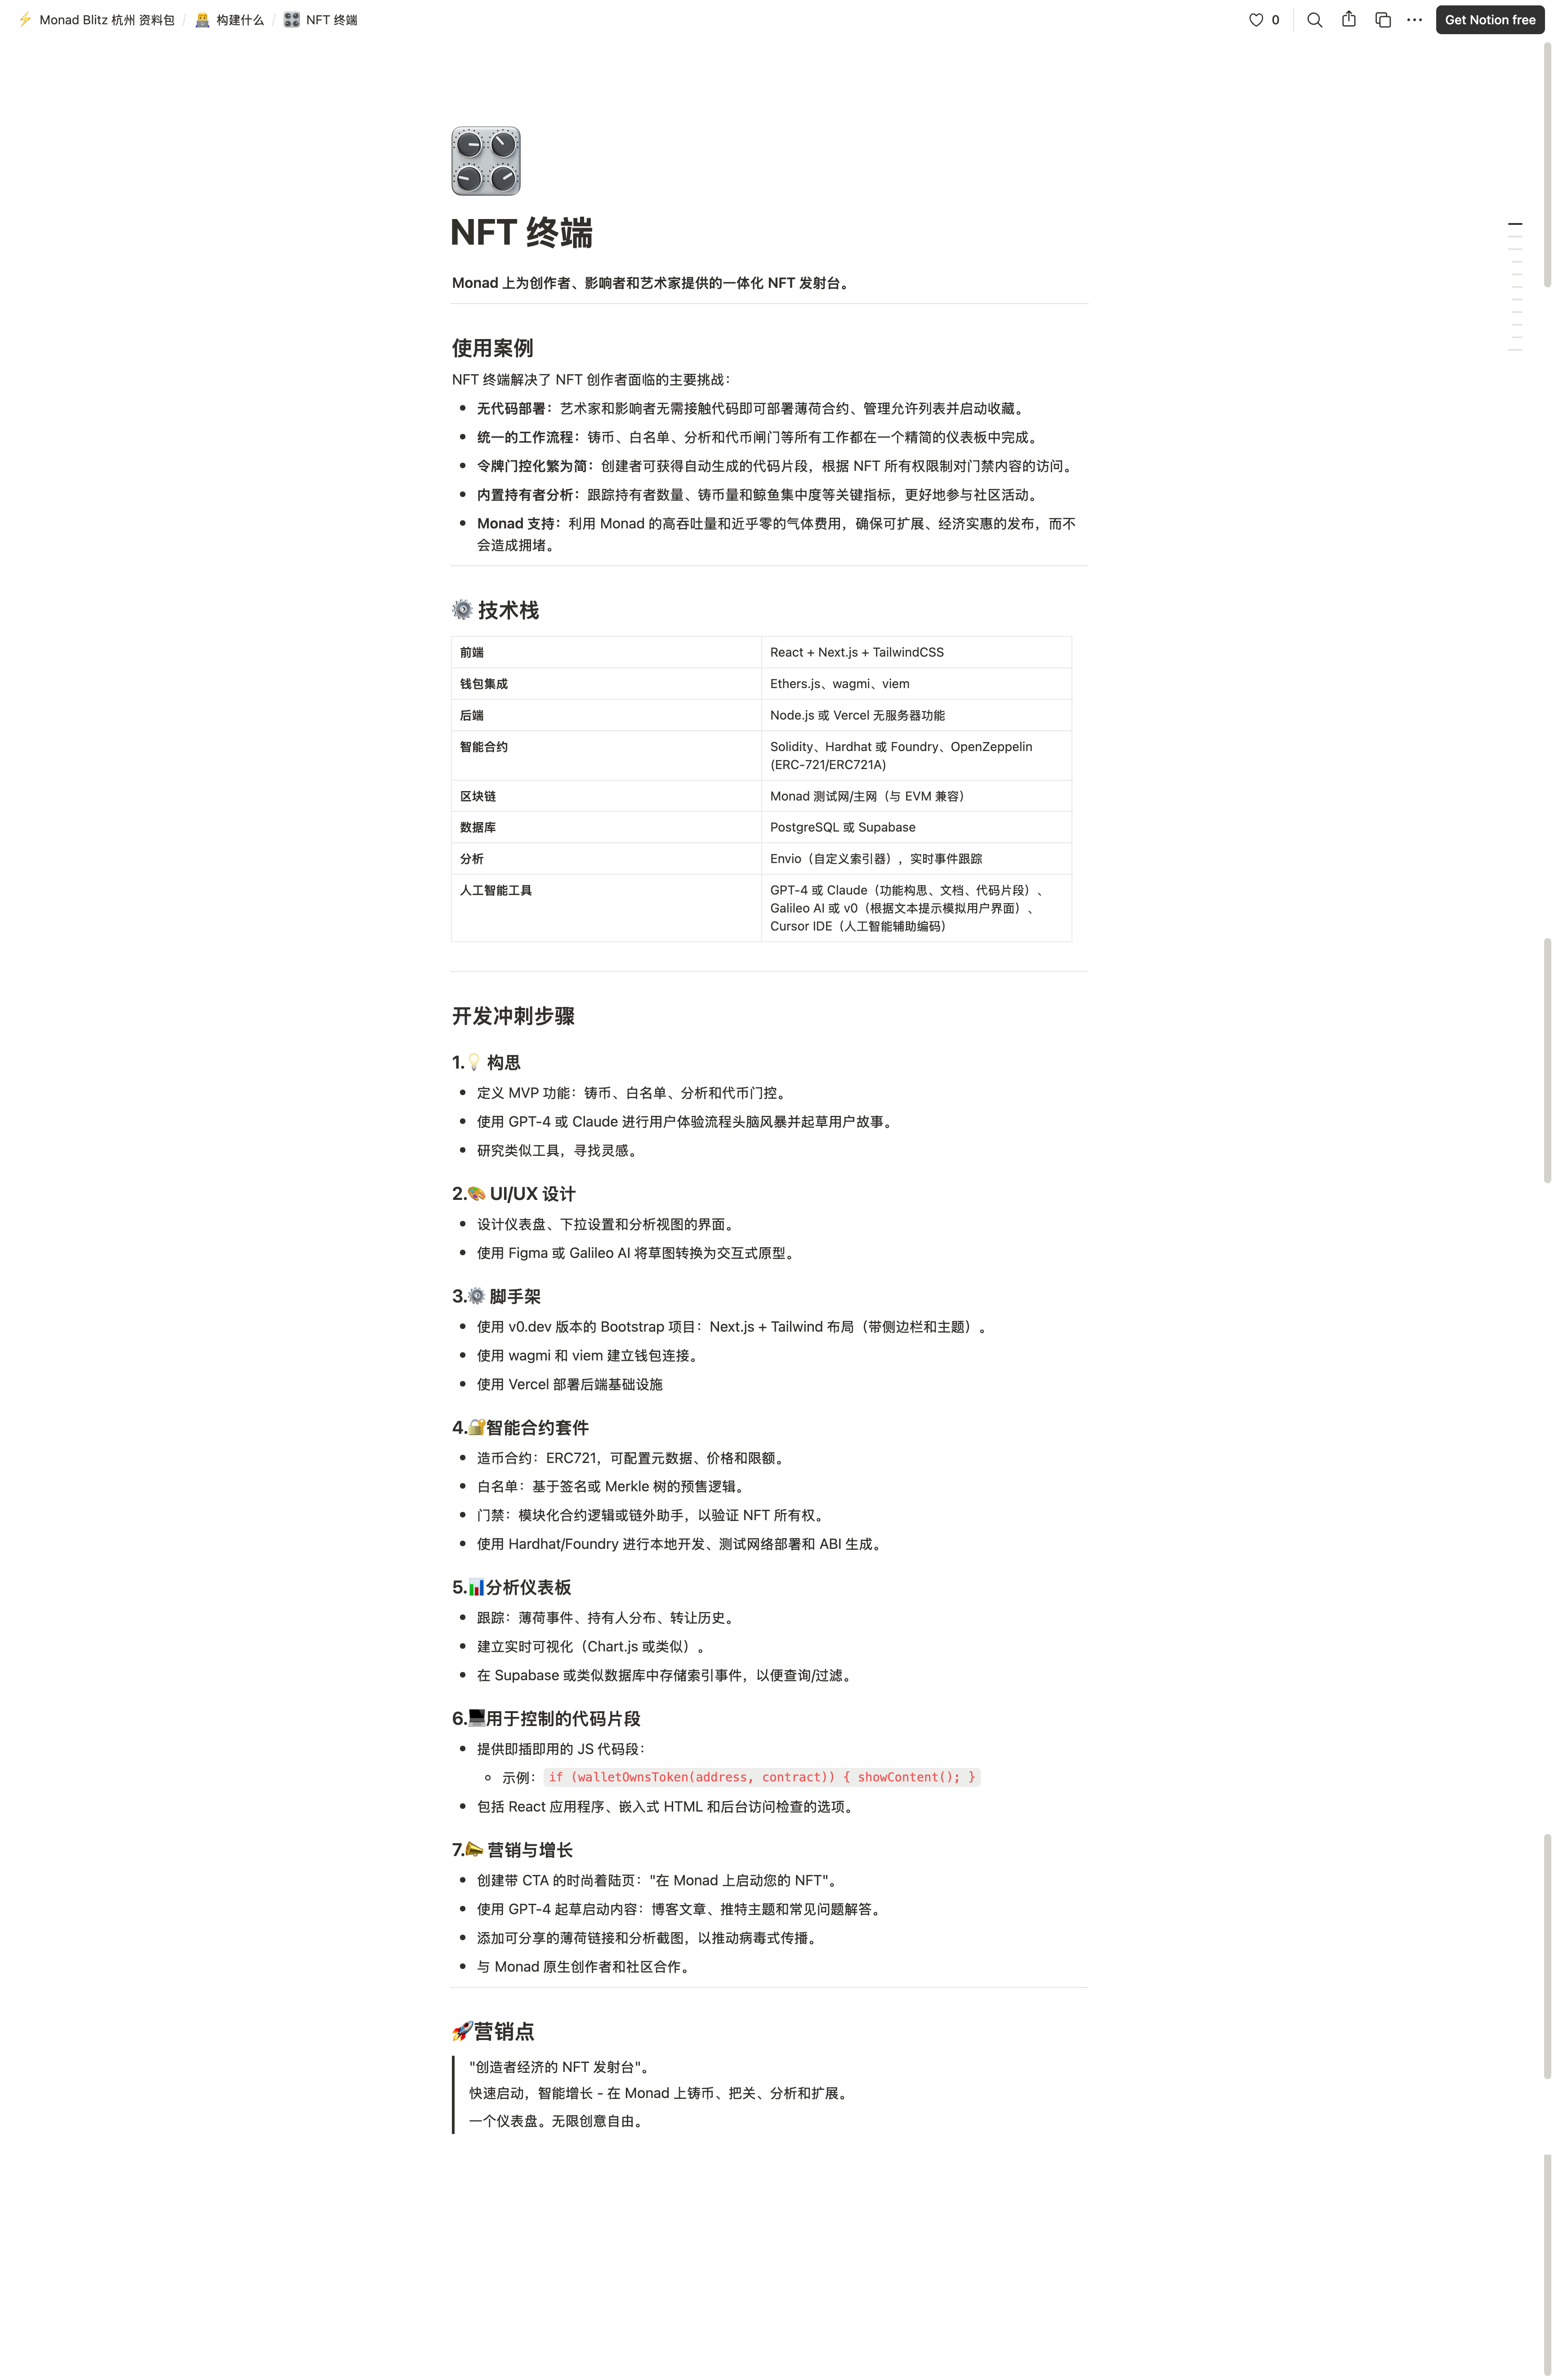 Monad Blitz 杭州 资料包 / 构建什么 / NFT 终端
0
Get Notion free
NFT 终端
Monad 上为创作者、影响者和艺术家提供的一体化 NFT 发射台。
使用案例
NFT 终端解决了 NFT 创作者面临的主要挑战：
• 无代码部署：艺术家和影响者无需接触代码即可部署薄荷合约、管理允许列表并启动收藏。
• 统一的工作流程：铸币、白名单、分析和代币闸门等所有工作都在一个精简的仪表板中完成。
• 令牌门控化繁为简：创建者可获得自动生成的代码片段，根据 NFT 所有权限制对门禁内容的访问。
• 内置持有者分析：跟踪持有者数量、铸币量和鲸鱼集中度等关键指标，更好地参与社区活动。
• Monad 支持：利用 Monad 的高吞吐量和近乎零的气体费用，确保可扩展、经济实惠的发布，而不
会造成拥堵。
⚙️ 技术栈
前端
React + Next.js + TailwindCSS
钱包集成
Ethers.js、wagmi、viem
后端
Node.js 或 Vercel 无服务器功能
智能合约
Solidity、Hardhat 或 Foundry、OpenZeppelin
(ERC-721/ERC721A)
区块链
Monad 测试网/主网（与 EVM 兼容）
数据库
PostgreSQL 或 Supabase
分析
Envio（自定义索引器），实时事件跟踪
人工智能工具
GPT-4 或 Claude（功能构思、文档、代码片段）、
Galileo AI 或 v0（根据文本提示模拟用户界面）、
Cursor IDE（人工智能辅助编码）
开发冲刺步骤
1.💡 构思
• 定义 MVP 功能：铸币、白名单、分析和代币门控。
• 使用 GPT-4 或 Claude 进行用户体验流程头脑风暴并起草用户故事。
• 研究类似工具，寻找灵感。
2.🎨 UI/UX 设计
• 设计仪表盘、下拉设置和分析视图的界面。
• 使用 Figma 或 Galileo AI 将草图转换为交互式原型。
3.⚙️ 脚手架
• 使用 v0.dev 版本的 Bootstrap 项目：Next.js + Tailwind 布局（带侧边栏和主题）。
• 使用 wagmi 和 viem 建立钱包连接。
• 使用 Vercel 部署后端基础设施
4.🔐智能合约套件
• 造币合约：ERC721，可配置元数据、价格和限额。
• 白名单：基于签名或 Merkle 树的预售逻辑。
• 门禁：模块化合约逻辑或链外助手，以验证 NFT 所有权。
• 使用 Hardhat/Foundry 进行本地开发、测试网络部署和 ABI 生成。
5.📊分析仪表板
• 跟踪：薄荷事件、持有人分布、转让历史。
• 建立实时可视化（Chart.js 或类似）。
• 在 Supabase 或类似数据库中存储索引事件，以便查询/过滤。
6.💻用于控制的代码片段
• 提供即插即用的 JS 代码段：
◦ 示例：if (walletOwnsToken(address, contract)) { showContent(); }
• 包括 React 应用程序、嵌入式 HTML 和后台访问检查的选项。
7.📣 营销与增长
• 创建带 CTA 的时尚着陆页："在 Monad 上启动您的 NFT"。
• 使用 GPT-4 起草启动内容：博客文章、推特主题和常见问题解答。
• 添加可分享的薄荷链接和分析截图，以推动病毒式传播。
• 与 Monad 原生创作者和社区合作。
🚀营销点
"创造者经济的 NFT 发射台"。
快速启动，智能增长 - 在 Monad 上铸币、把关、分析和扩展。
一个仪表盘。无限创意自由。